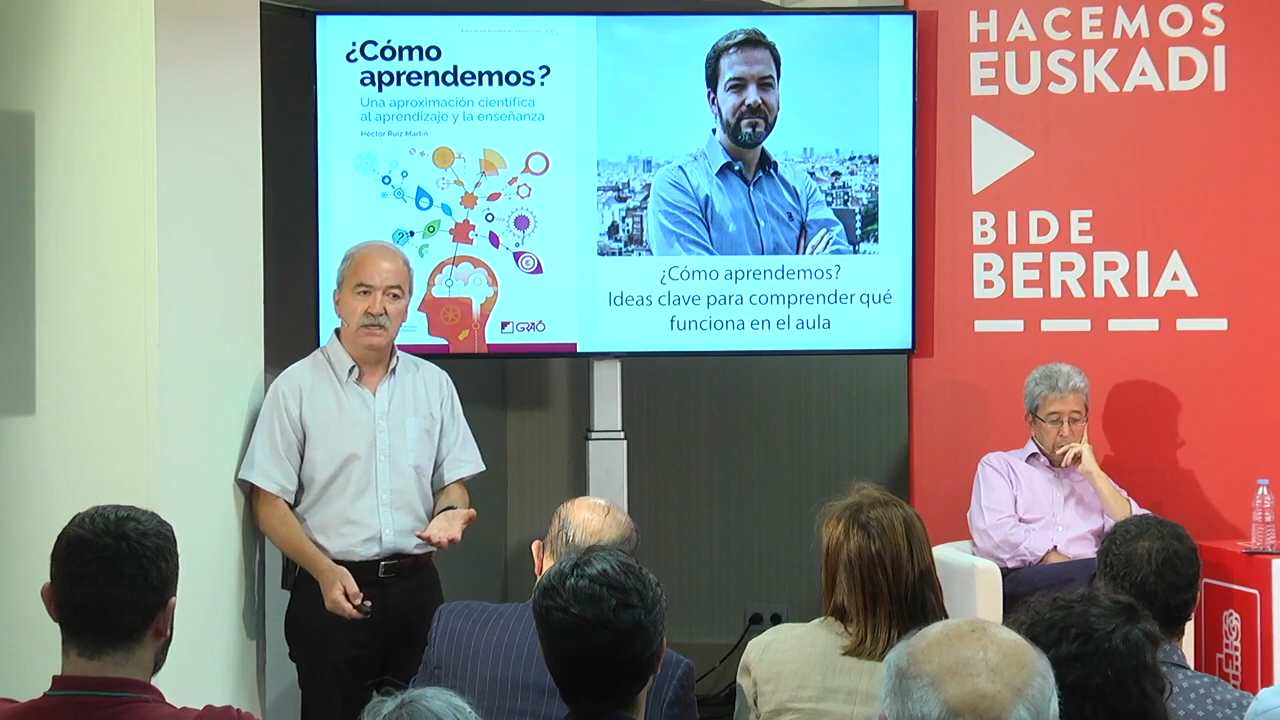 ¿Cómo
aprendemos?
Una aproximación científica
al aprendizaje y la enseñanza
Héctor Ruiz Martín
GRAÓ
¿Cómo aprendemos?
Ideas clave para comprender qué
funciona en el aula
HACEMOS
EUSKADI
BIDE
BERRIA